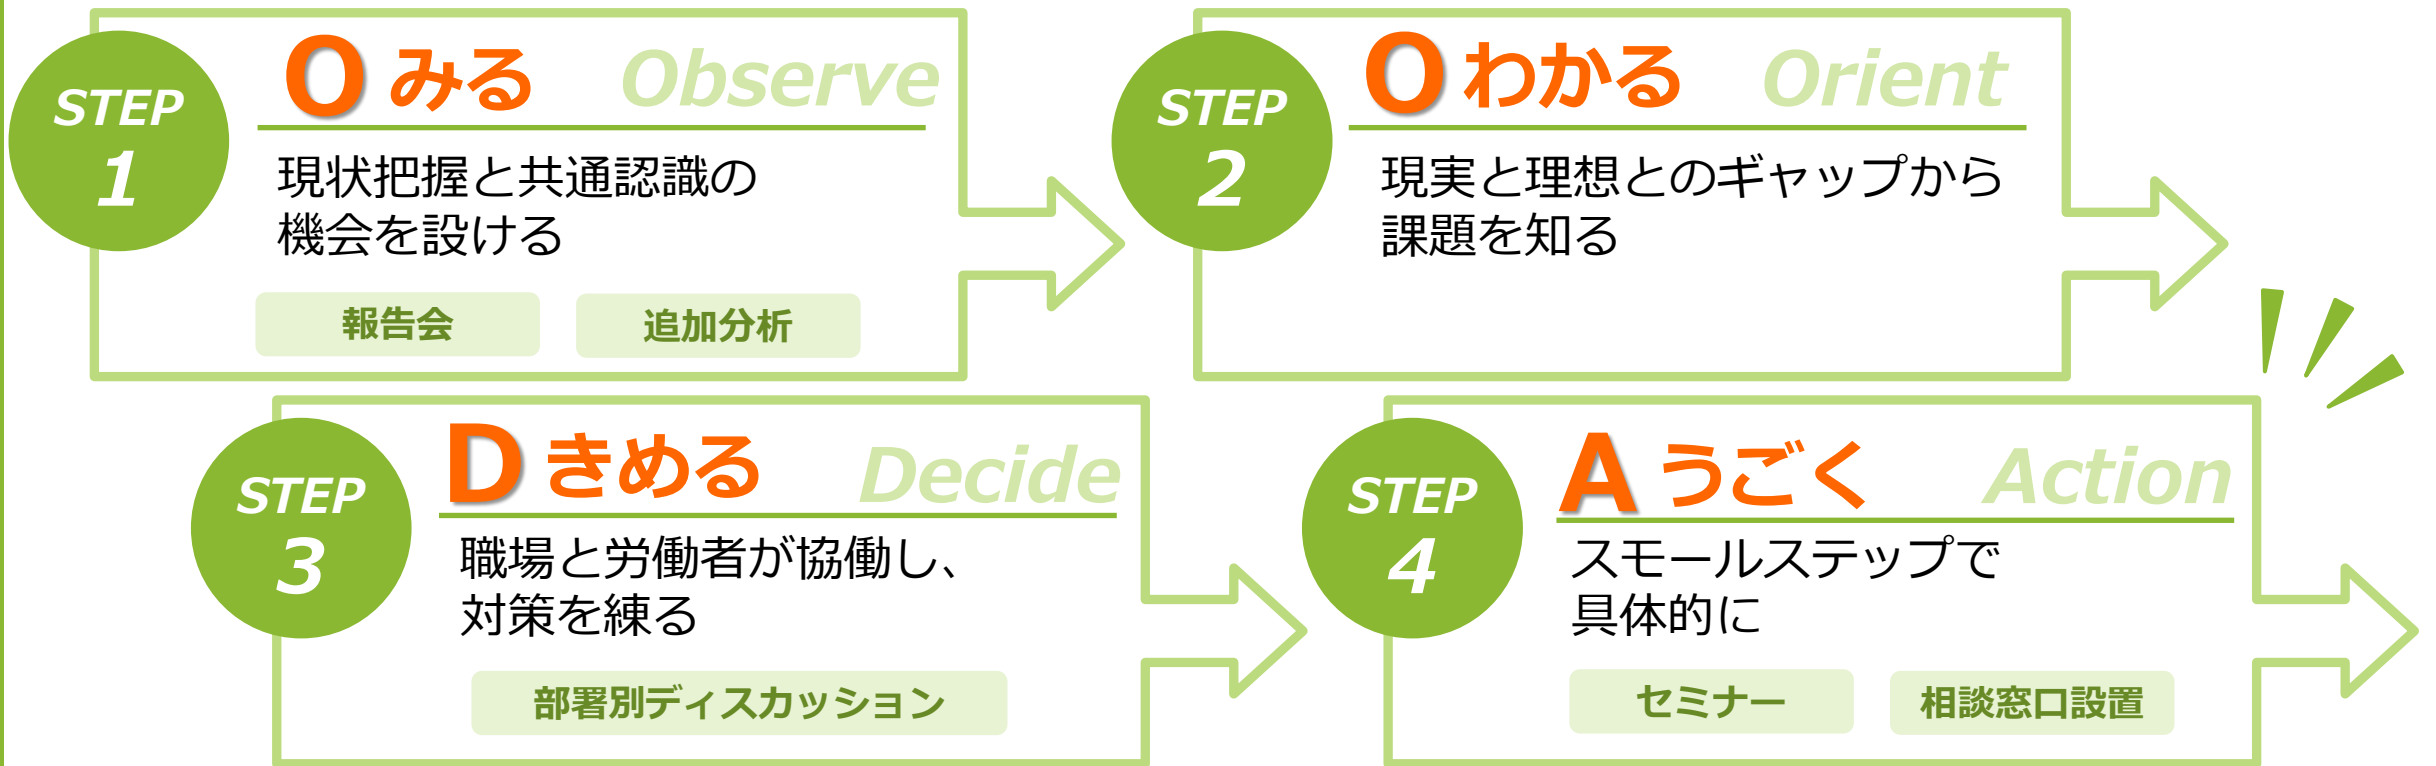 STEP
1
O みる Observe
現状把握と共通認識の
機会を設ける
報告会 追加分析
STEP
2
O わかる Orient
現実と理想とのギャップから
課題を知る
STEP
3
D きめる Decide
職場と労働者が協働し、
対策を練る
部署別ディスカッション
STEP
4
A うごく Action
スモールステップで
具体的に
セミナー 相談窓口設置